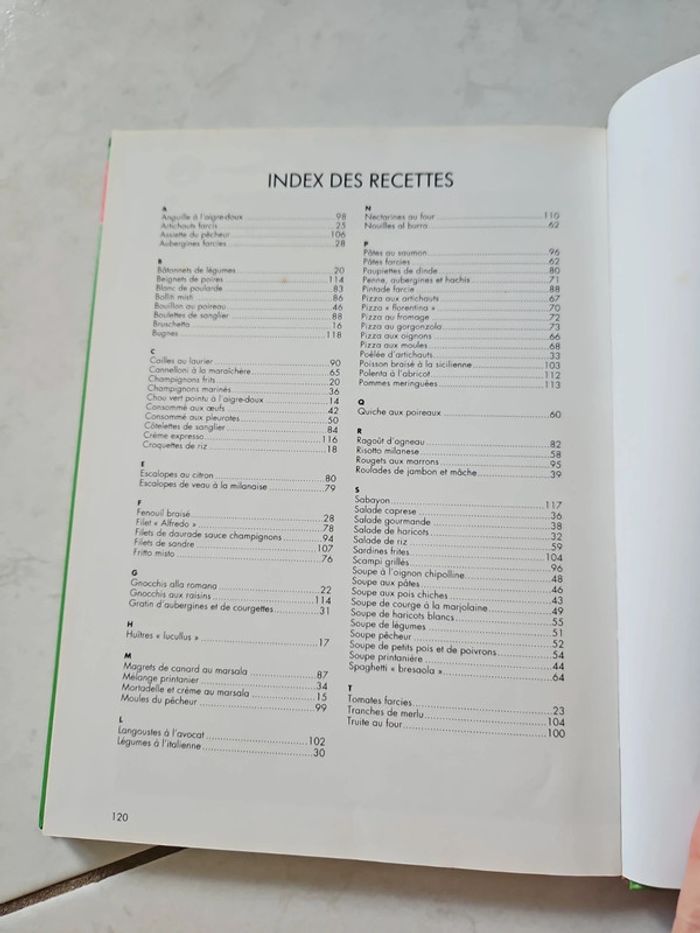 INDEX DES RECETTES
A
Anguille à l'aigre-doux 98
Artichauts farcis 25
Assiette du pêcheur 106
Aubergines farcies 28
B
Bâtonnets de légumes 20
Beignets de poires 114
Blanc de poularde 83
Bolliti misti 86
Bouillon au poireau 46
Boulettes de sanglier 88
Bruschetta 16
Bugnes 118
C
Cailles au laurier 90
Cannelloni à la maraîchère 65
Champignons frits 20
Champignons marinés 36
Chou vert pointu à l'aigre-doux 14
Consommé aux œufs 42
Consommé aux pleurotes 50
Côtelettes de sanglier 84
Crème expresso 116
Croquettes de riz 18
E
Escalopes au citron 80
Escalopes de veau à la milanaise 79
F
Fenouil braisé 28
Filet « Alfredo » 78
Filets de daurade sauce champignons 94
Filets de sandre 107
Fritto misto 76
G
Gnocchis alla romana 22
Gnocchis aux raisins 114
Gratin d'aubergines et de courgettes 31
H
Huîtres « lucullus » 17
M
Magrets de canard au marsala 87
Mélange printanier 34
Mortadelle et crème au marsala 15
Moules du pêcheur 99
L
Langoustes à l'avocat 102
Légumes à l'italienne 30
N
Nectarines au four 110
Nouilles al burro 62
P
Pâtes au saumon 96
Pâtes farcies 62
Paupiettes de dinde 80
Penne, aubergines et hachis 71
Pintade farcie 88
Pizza aux artichauts 67
Pizza « florentina » 70
Pizza au fromage 72
Pizza au gorgonzola 73
Pizza aux oignons 66
Pizza aux moules 68
Poêlée d'artichauts 33
Poisson braisé à la sicilienne 103
Polenta à l'abricot 112
Pommes meringuées 113
Q
Quiche aux poireaux 60
R
Ragoût d'agneau 82
Risotto milanese 58
Rougets aux marrons 95
Roulades de jambon et mâche 39
S
Sabayon 117
Salade caprese 36
Salade gourmande 38
Salade de haricots 32
Salade de riz 59
Sardines frites 104
Scampi grillés 96
Soupe à l'oignon chipolline 48
Soupe aux pâtes 46
Soupe aux pois chiches 43
Soupe de courge à la marjolaine 49
Soupe de haricots blancs 55
Soupe de légumes 51
Soupe pêcheur 52
Soupe de petits pois et de poivrons 54
Soupe printanière 44
Spaghetti « bresaola » 64
T
Tomates farcies 23
Tranches de merlu 104
Truite au four 100
120